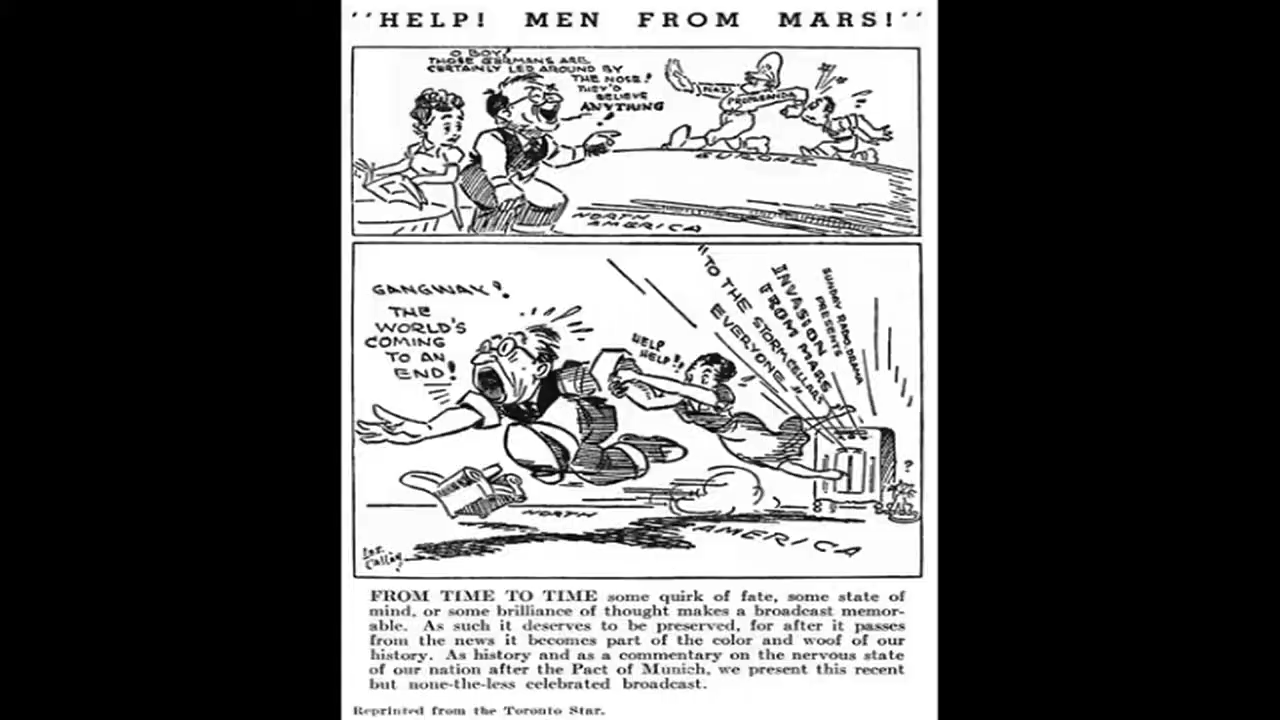 "HELP! MEN FROM MARS!"
O BOY!
THOSE GERMANS ARE
CERTAINLY LED AROUND BY
THE NOSE!
THEY'D
BELIEVE
ANYTHING
!
NAZI
PROPAGANDA
EUROPE
NORTH
AMERICA
GANGWAY!
THE
WORLD'S
COMING
TO AN
END!
HELP
HELP!!
"TO THE STORMCELLARS
EVERYONE"
INVASION
FROM MARS
SUNDAY RADIO DRAMA
PRESENTS
?
NORTH
AMERICA
Les.
Callan
FROM TIME TO TIME some quirk of fate, some state of
mind, or some brilliance of thought makes a broadcast memor-
able. As such it deserves to be preserved, for after it passes
from the news it becomes part of the color and woof of our
history. As history and as a commentary on the nervous state
of our nation after the Pact of Munich, we present this recent
but none-the-less celebrated broadcast.
Reprinted from the Toronto Star.